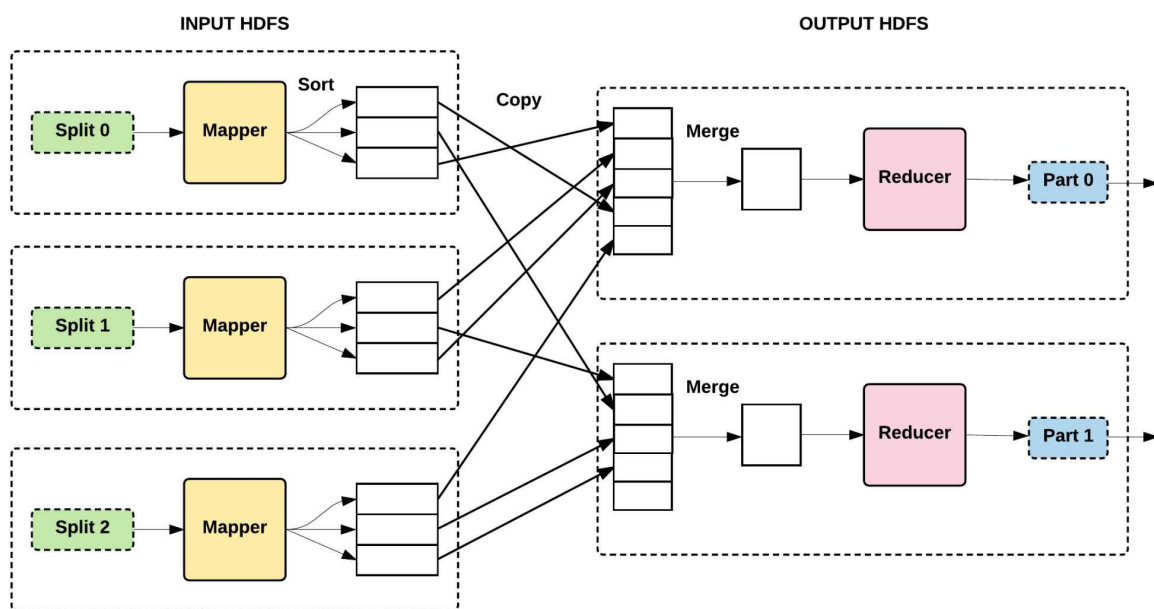 INPUT HDFS
OUTPUT HDFS
Sort
Split 0
Mapper
Copy
Merge
Reducer
Part 0
Split 1
Mapper
Merge
Reducer
Part 1
Split 2
Mapper